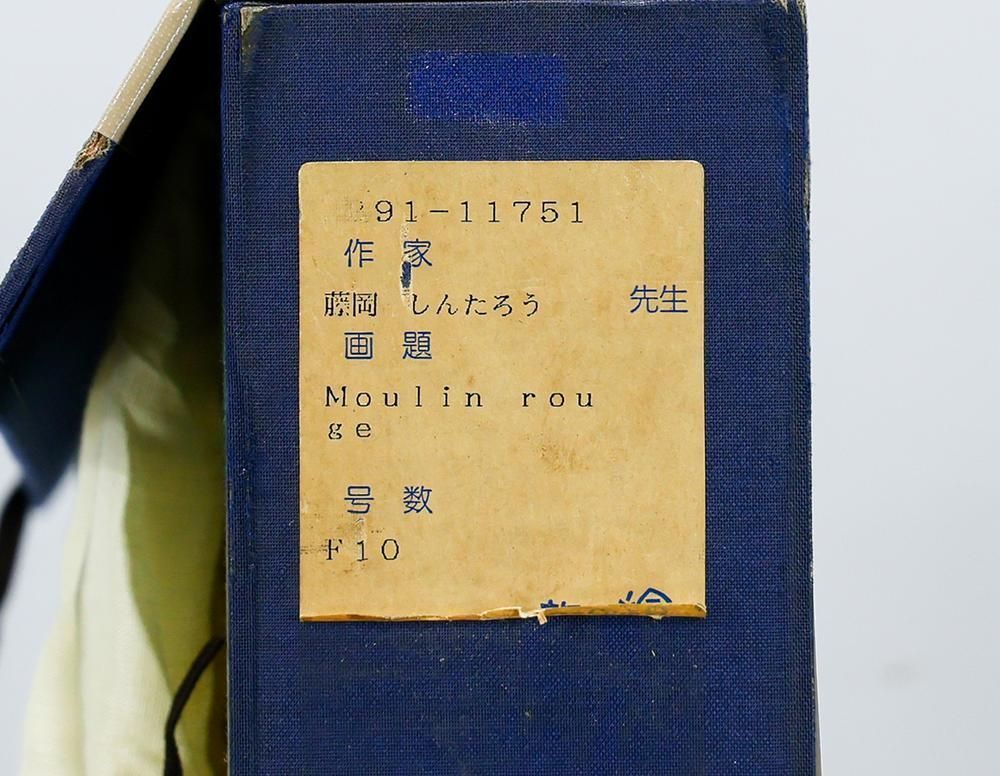 91-11751
作家
藤岡 しんたろう 先生
画題
Moulin rou
ge
号数
F10